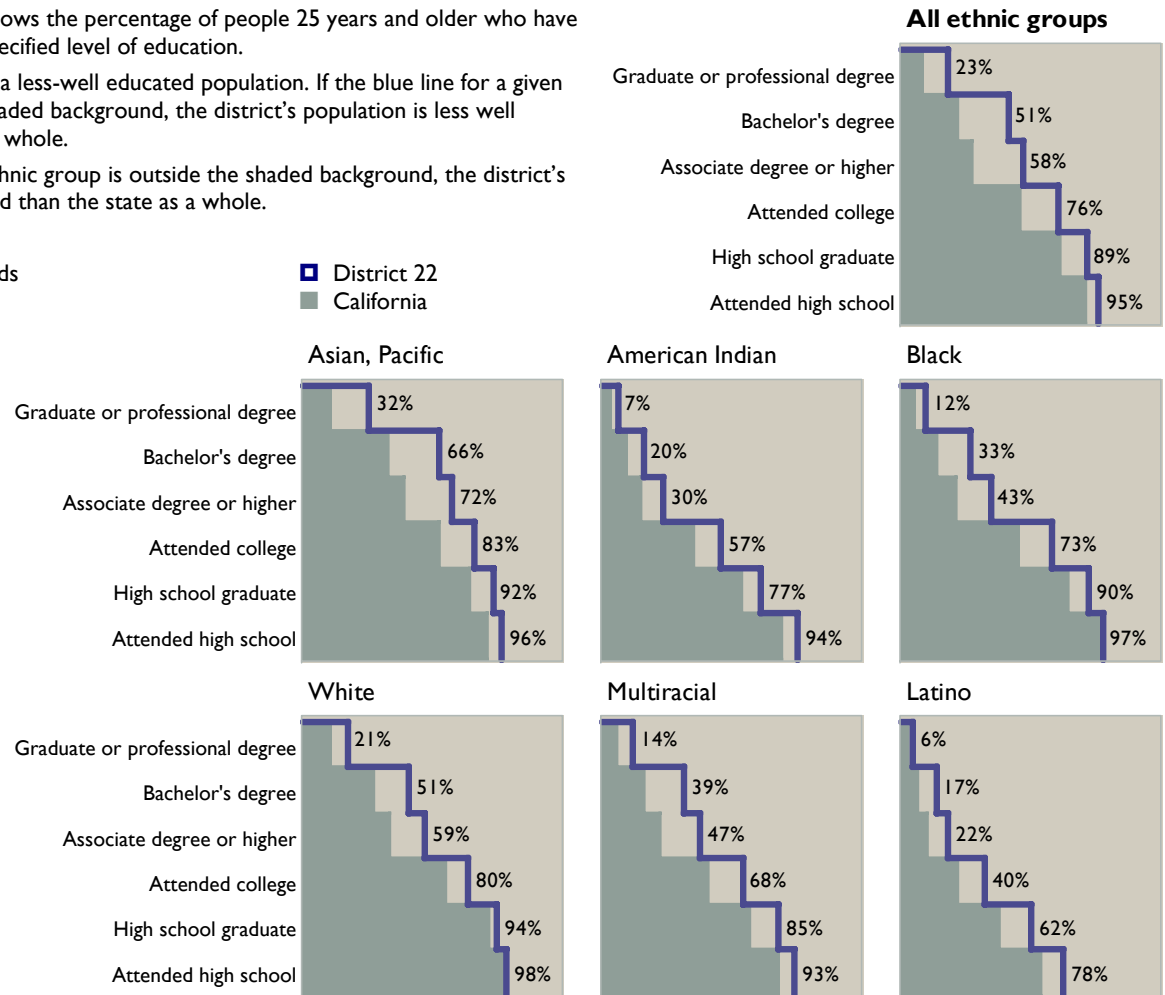 ows the percentage of people 25 years and older who have
ecified level of education.
a less-well educated population. If the blue line for a given
aded background, the district's population is less well
whole.
hnic group is outside the shaded background, the district's
d than the state as a whole.
ds
District 22
California
All ethnic groups
Graduate or professional degree 23%
Bachelor's degree 51%
Associate degree or higher 58%
Attended college 76%
High school graduate 89%
Attended high school 95%
Asian, Pacific American Indian Black
Graduate or professional degree 32% 7% 12%
Bachelor's degree 66% 20% 33%
Associate degree or higher 72% 30% 43%
Attended college 83% 57% 73%
High school graduate 92% 77% 90%
Attended high school 96% 94% 97%
White Multiracial Latino
Graduate or professional degree 21% 14% 6%
Bachelor's degree 51% 39% 17%
Associate degree or higher 59% 47% 22%
Attended college 80% 68% 40%
High school graduate 94% 85% 62%
Attended high school 98% 93% 78%